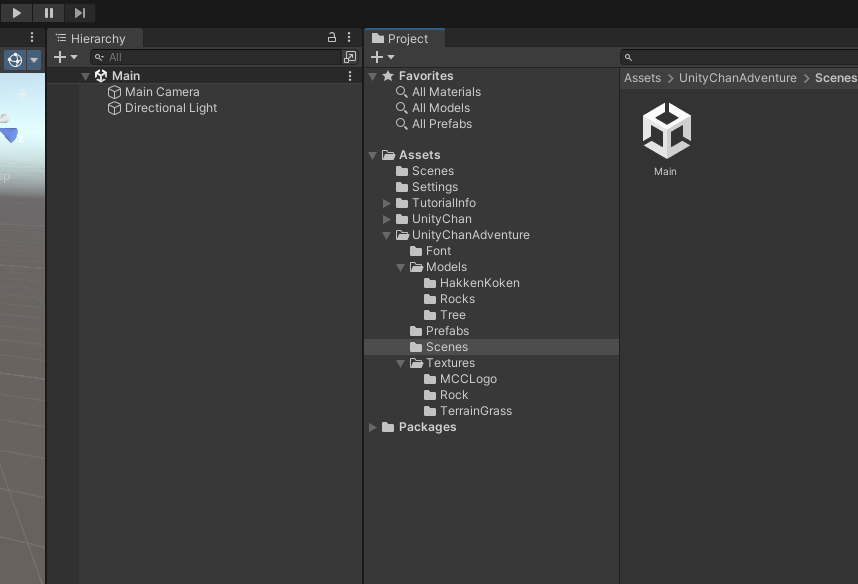 Hierarchy
All
Main
Main Camera
Directional Light
Project
Favorites
All Materials
All Models
All Prefabs
Assets
Scenes
Settings
TutorialInfo
UnityChan
UnityChanAdventure
Font
Models
HakkenKoken
Rocks
Tree
Prefabs
Scenes
Textures
MCCLogo
Rock
TerrainGrass
Packages
Assets > UnityChanAdventure > Scenes
Main